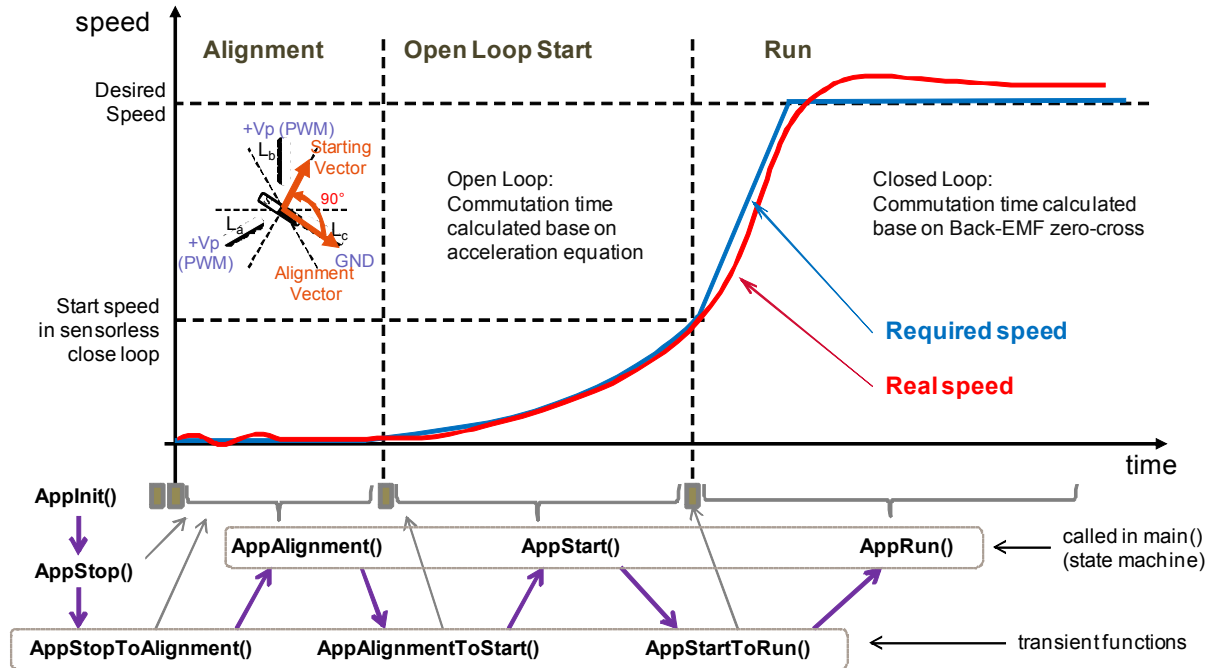 speed
Alignment
Open Loop Start
Run
Desired
Speed
+Vp (PWM)
Lb
Starting
Vector
90°
La
Lc
+Vp
(PWM)
GND
Alignment
Vector
Open Loop:
Commutation time
calculated base on
acceleration equation
Closed Loop:
Commutation time calculated
base on Back-EMF zero-cross
Start speed
in sensorless
close loop
Required speed
Real speed
time
AppInit()
AppStop()
AppAlignment()
AppStart()
AppRun()
called in main()
(state machine)
AppStopToAlignment()
AppAlignmentToStart()
AppStartToRun()
transient functions